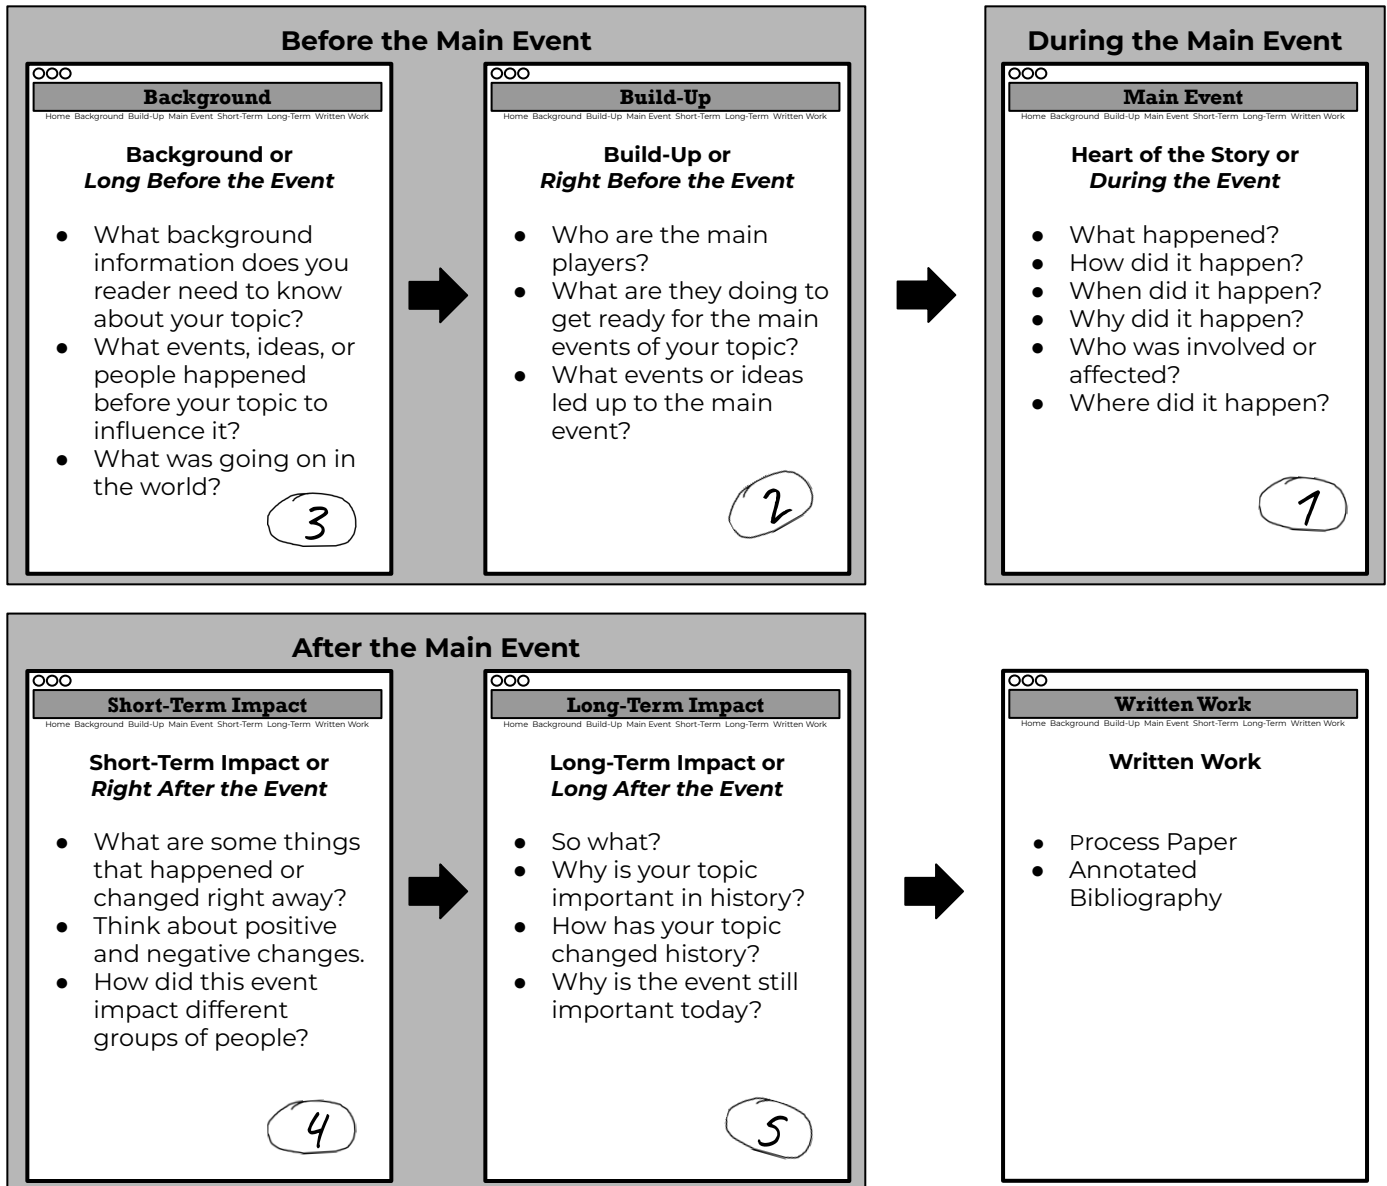 Before the Main Event
Background
Home Background Build-Up Main Event Short-Term Long-Term Written Work
Background or
Long Before the Event
● What background
information does you
reader need to know
about your topic?
● What events, ideas, or
people happened
before your topic to
influence it?
● What was going on in
the world?
3
Build-Up
Home Background Build-Up Main Event Short-Term Long-Term Written Work
Build-Up or
Right Before the Event
● Who are the main
players?
● What are they doing to
get ready for the main
events of your topic?
● What events or ideas
led up to the main
event?
2
During the Main Event
Main Event
Home Background Build-Up Main Event Short-Term Long-Term Written Work
Heart of the Story or
During the Event
● What happened?
● How did it happen?
● When did it happen?
● Why did it happen?
● Who was involved or
affected?
● Where did it happen?
1
After the Main Event
Short-Term Impact
Home Background Build-Up Main Event Short-Term Long-Term Written Work
Short-Term Impact or
Right After the Event
● What are some things
that happened or
changed right away?
● Think about positive
and negative changes.
● How did this event
impact different
groups of people?
4
Long-Term Impact
Home Background Build-Up Main Event Short-Term Long-Term Written Work
Long-Term Impact or
Long After the Event
● So what?
● Why is your topic
important in history?
● How has your topic
changed history?
● Why is the event still
important today?
5
Written Work
Home Background Build-Up Main Event Short-Term Long-Term Written Work
Written Work
● Process Paper
● Annotated
Bibliography